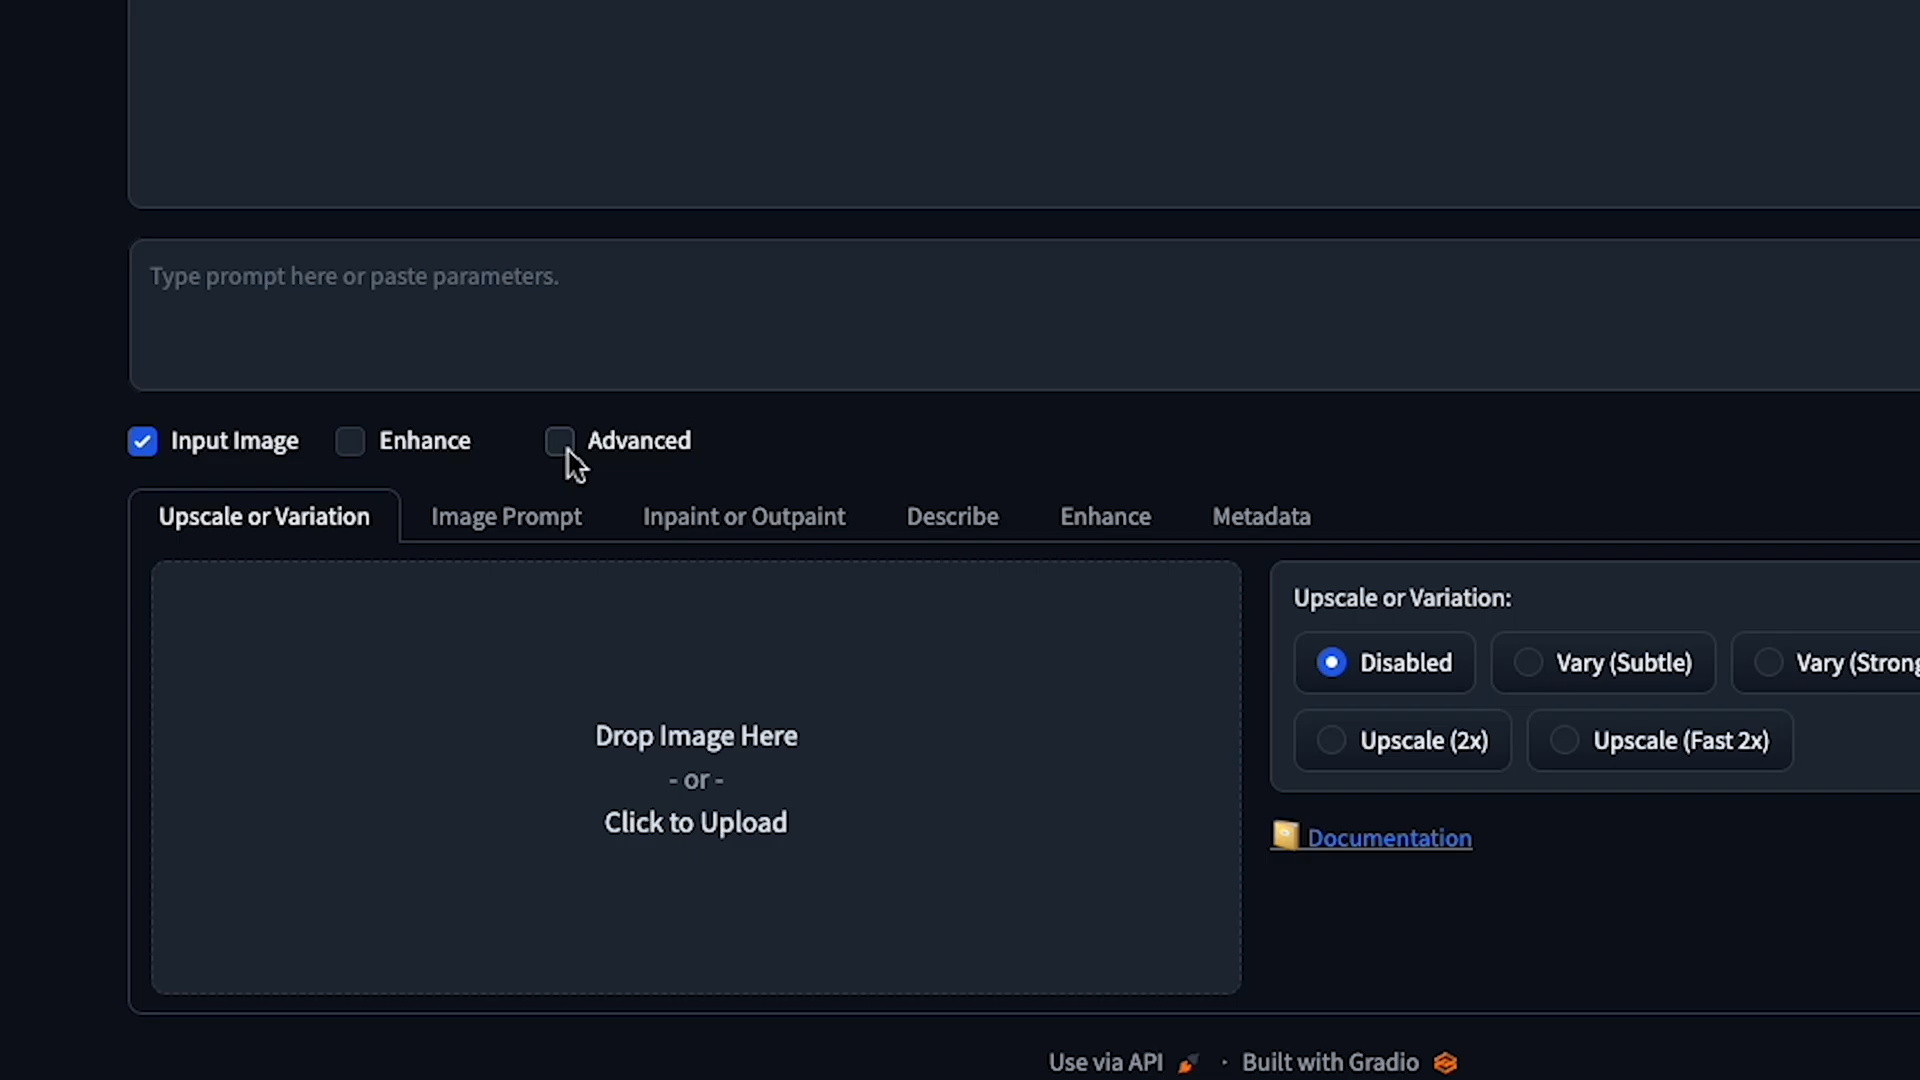 Type prompt here or paste parameters.
Input Image Enhance Advanced
Upscale or Variation Image Prompt Inpaint or Outpaint Describe Enhance Metadata
Drop Image Here
- or -
Click to Upload
Upscale or Variation:
Disabled Vary (Subtle) Vary (Strong
Upscale (2x) Upscale (Fast 2x)
Documentation
Use via API · Built with Gradio